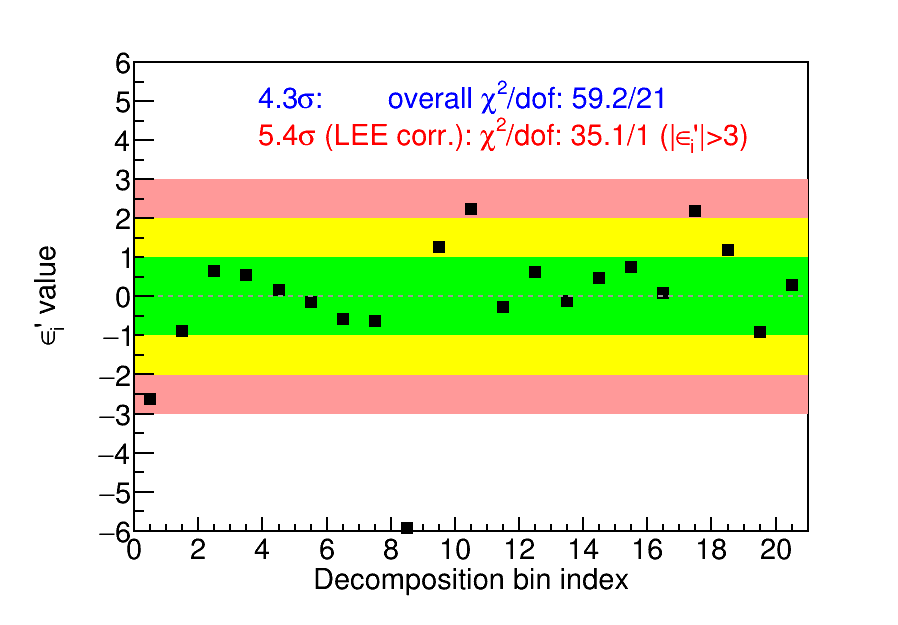 4.3σ: overall χ²/dof: 59.2/21
5.4σ (LEE corr.): χ²/dof: 35.1/1 (|ϵᵢ'|>3)
6
5
4
3
2
1
0
−1
−2
−3
−4
−5
−6
ϵᵢ' value
0 2 4 6 8 10 12 14 16 18 20
Decomposition bin index